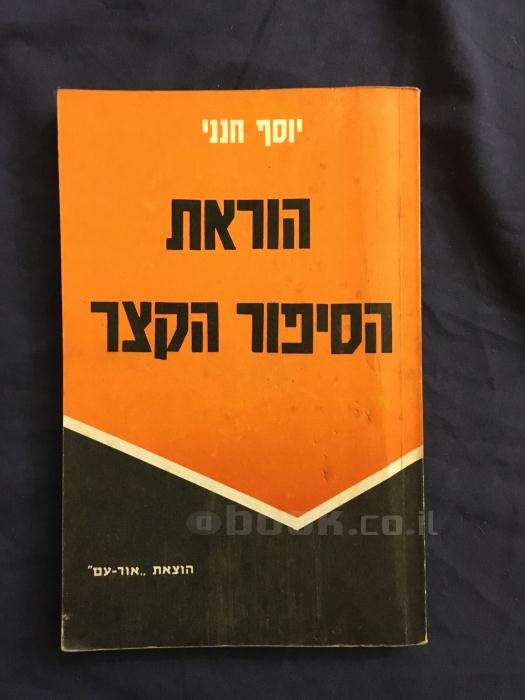 יוסף חנני
הוראת
הסיפור הקצר
book.co.il
הוצאת „אור-עם"